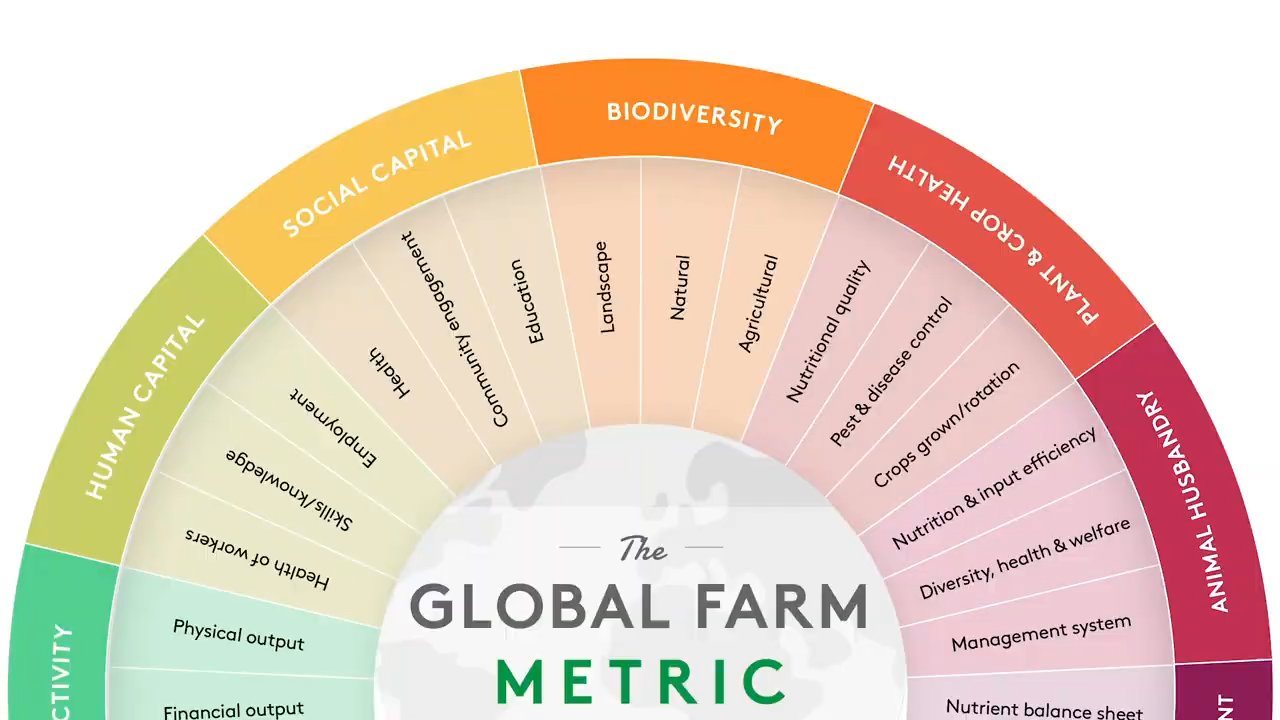 BIODIVERSITY
SOCIAL CAPITAL
PLANT & CROP HEALTH
HUMAN CAPITAL
ANIMAL HUSBANDRY
CTIVITY
NT
Landscape
Natural
Agricultural
Nutritional quality
Pest & disease control
Crops grown/rotation
Nutrition & input efficiency
Diversity, health & welfare
Management system
Nutrient balance sheet
Education
Community engagement
Health
Employment
Skills/knowledge
Health of workers
Physical output
Financial output
The
GLOBAL FARM
METRIC